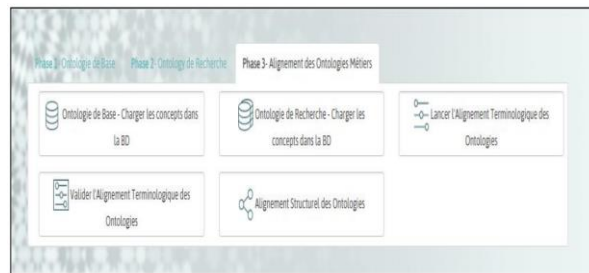 Phase 1- Ontologie de Base Phase 2- Ontology de Recherche Phase 3- Alignement des Ontologies Métiers
Ontologie de Base - Charger les concepts dans
la BD
Ontologie de Recherche - Charger les
concepts dans la BD
Lancer l'Alignement Terminologique des
Ontologies
Valider l'Alignement Terminologique des
Ontologies
Alignement Structurel des Ontologies